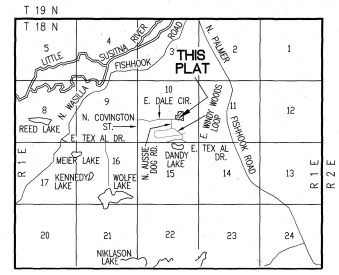 T 19 N
T 18 N
5
4
3
2
1
LITTLE
SUSITNA RIVER
N. WASILLA
FISHHOOK
ROAD
N. PALMER
FISHHOOK ROAD
THIS
PLAT
8
9
10
11
12
REED LAKE
N. COVINGTON
ST.
E. DALE CIR.
E. WINDY WOODS
LOOP
E. TEX AL DR.
N. AUSSIE
DOG RD.
DANDY
LAKE
E. TEX AL
DR.
MEIER LAKE
KENNEDY
LAKE
WOLFE
LAKE
17
16
15
14
13
R 1 E
R 1 E
R 2 E
20
21
22
23
24
NIKLASON
LAKE